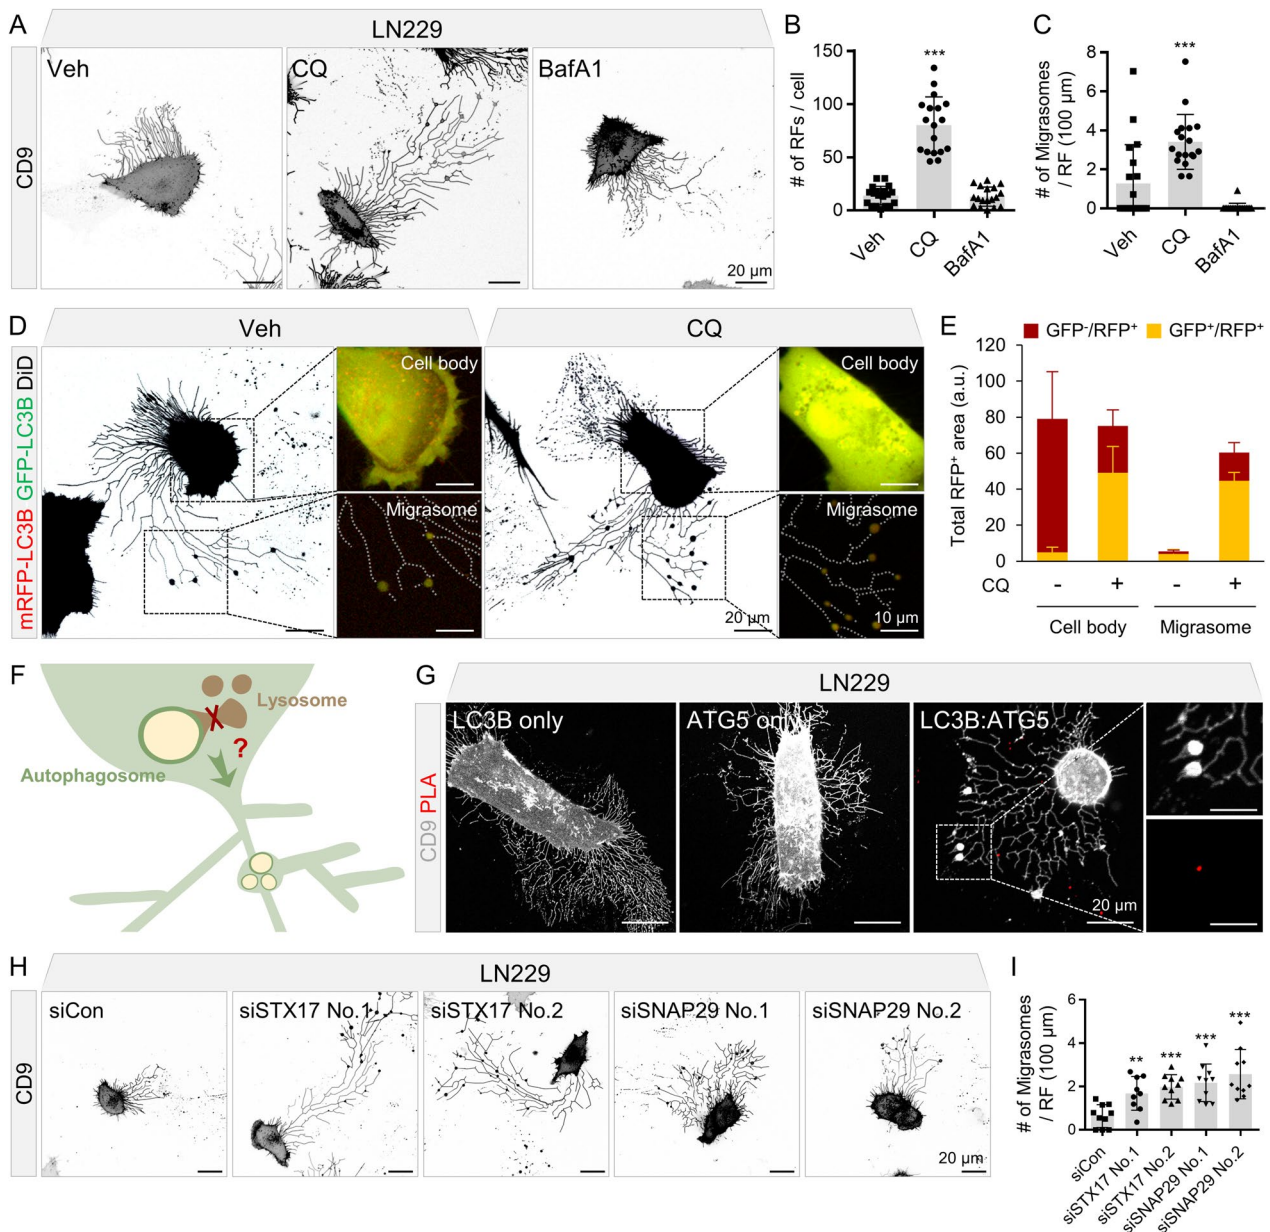 A
LN229
CD9
Veh
CQ
BafA1
20 µm
B
# of RFs / cell
150
100
50
0
***
Veh
CQ
BafA1
C
# of Migrasomes
/ RF (100 µm)
8
6
4
2
0
***
Veh
CQ
BafA1
D
Veh
CQ
mRFP-LC3B GFP-LC3B DiD
Cell body
Migrasome
20 µm
Cell body
Migrasome
10 µm
E
GFP⁻/RFP⁺
GFP⁺/RFP⁺
Total RFP⁺ area (a.u.)
120
100
80
60
40
20
0
CQ
- + - +
Cell body
Migrasome
F
Lysosome
X
?
Autophagosome
G
LN229
CD9 PLA
LC3B only
ATG5 only
LC3B:ATG5
20 µm
H
LN229
CD9
siCon
siSTX17 No.1
siSTX17 No.2
siSNAP29 No.1
siSNAP29 No.2
20 µm
I
# of Migrasomes
/ RF (100 µm)
6
4
2
0
**
***
***
***
siCon
siSTX17 No.1
siSTX17 No.2
siSNAP29 No.1
siSNAP29 No.2